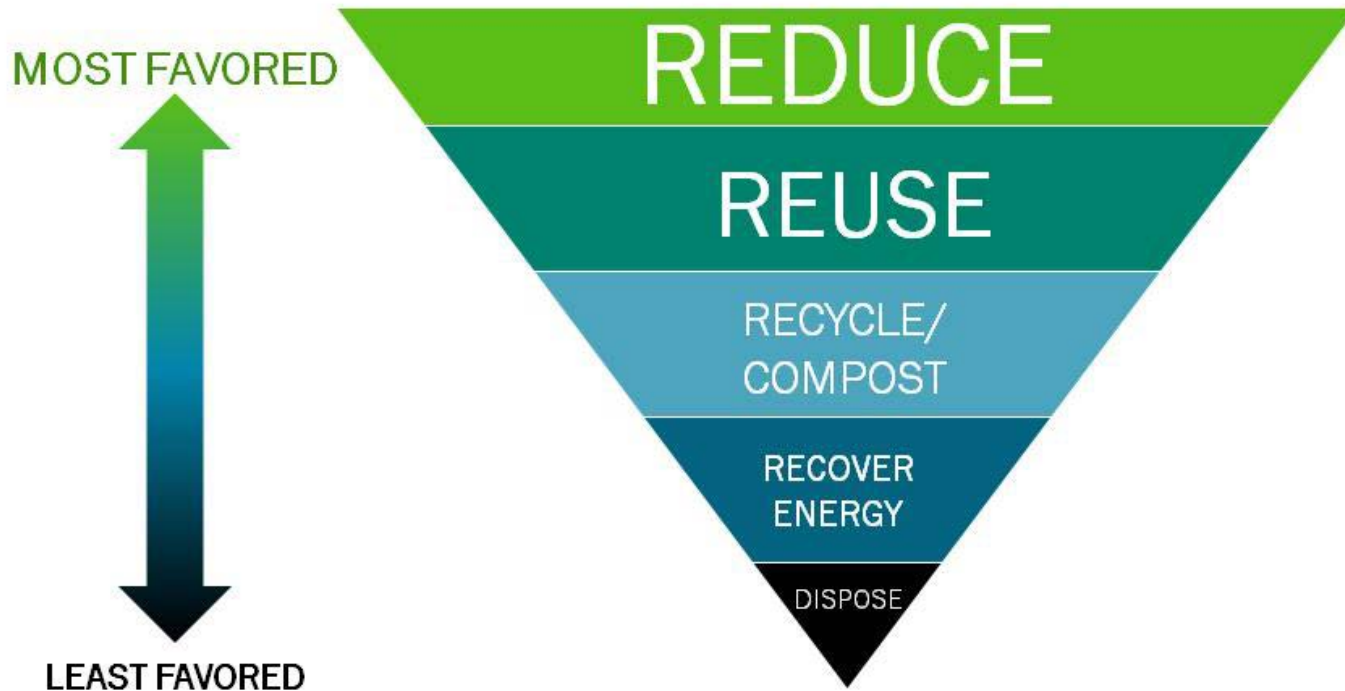 MOST FAVORED
REDUCE
REUSE
RECYCLE/
COMPOST
RECOVER
ENERGY
DISPOSE
LEAST FAVORED